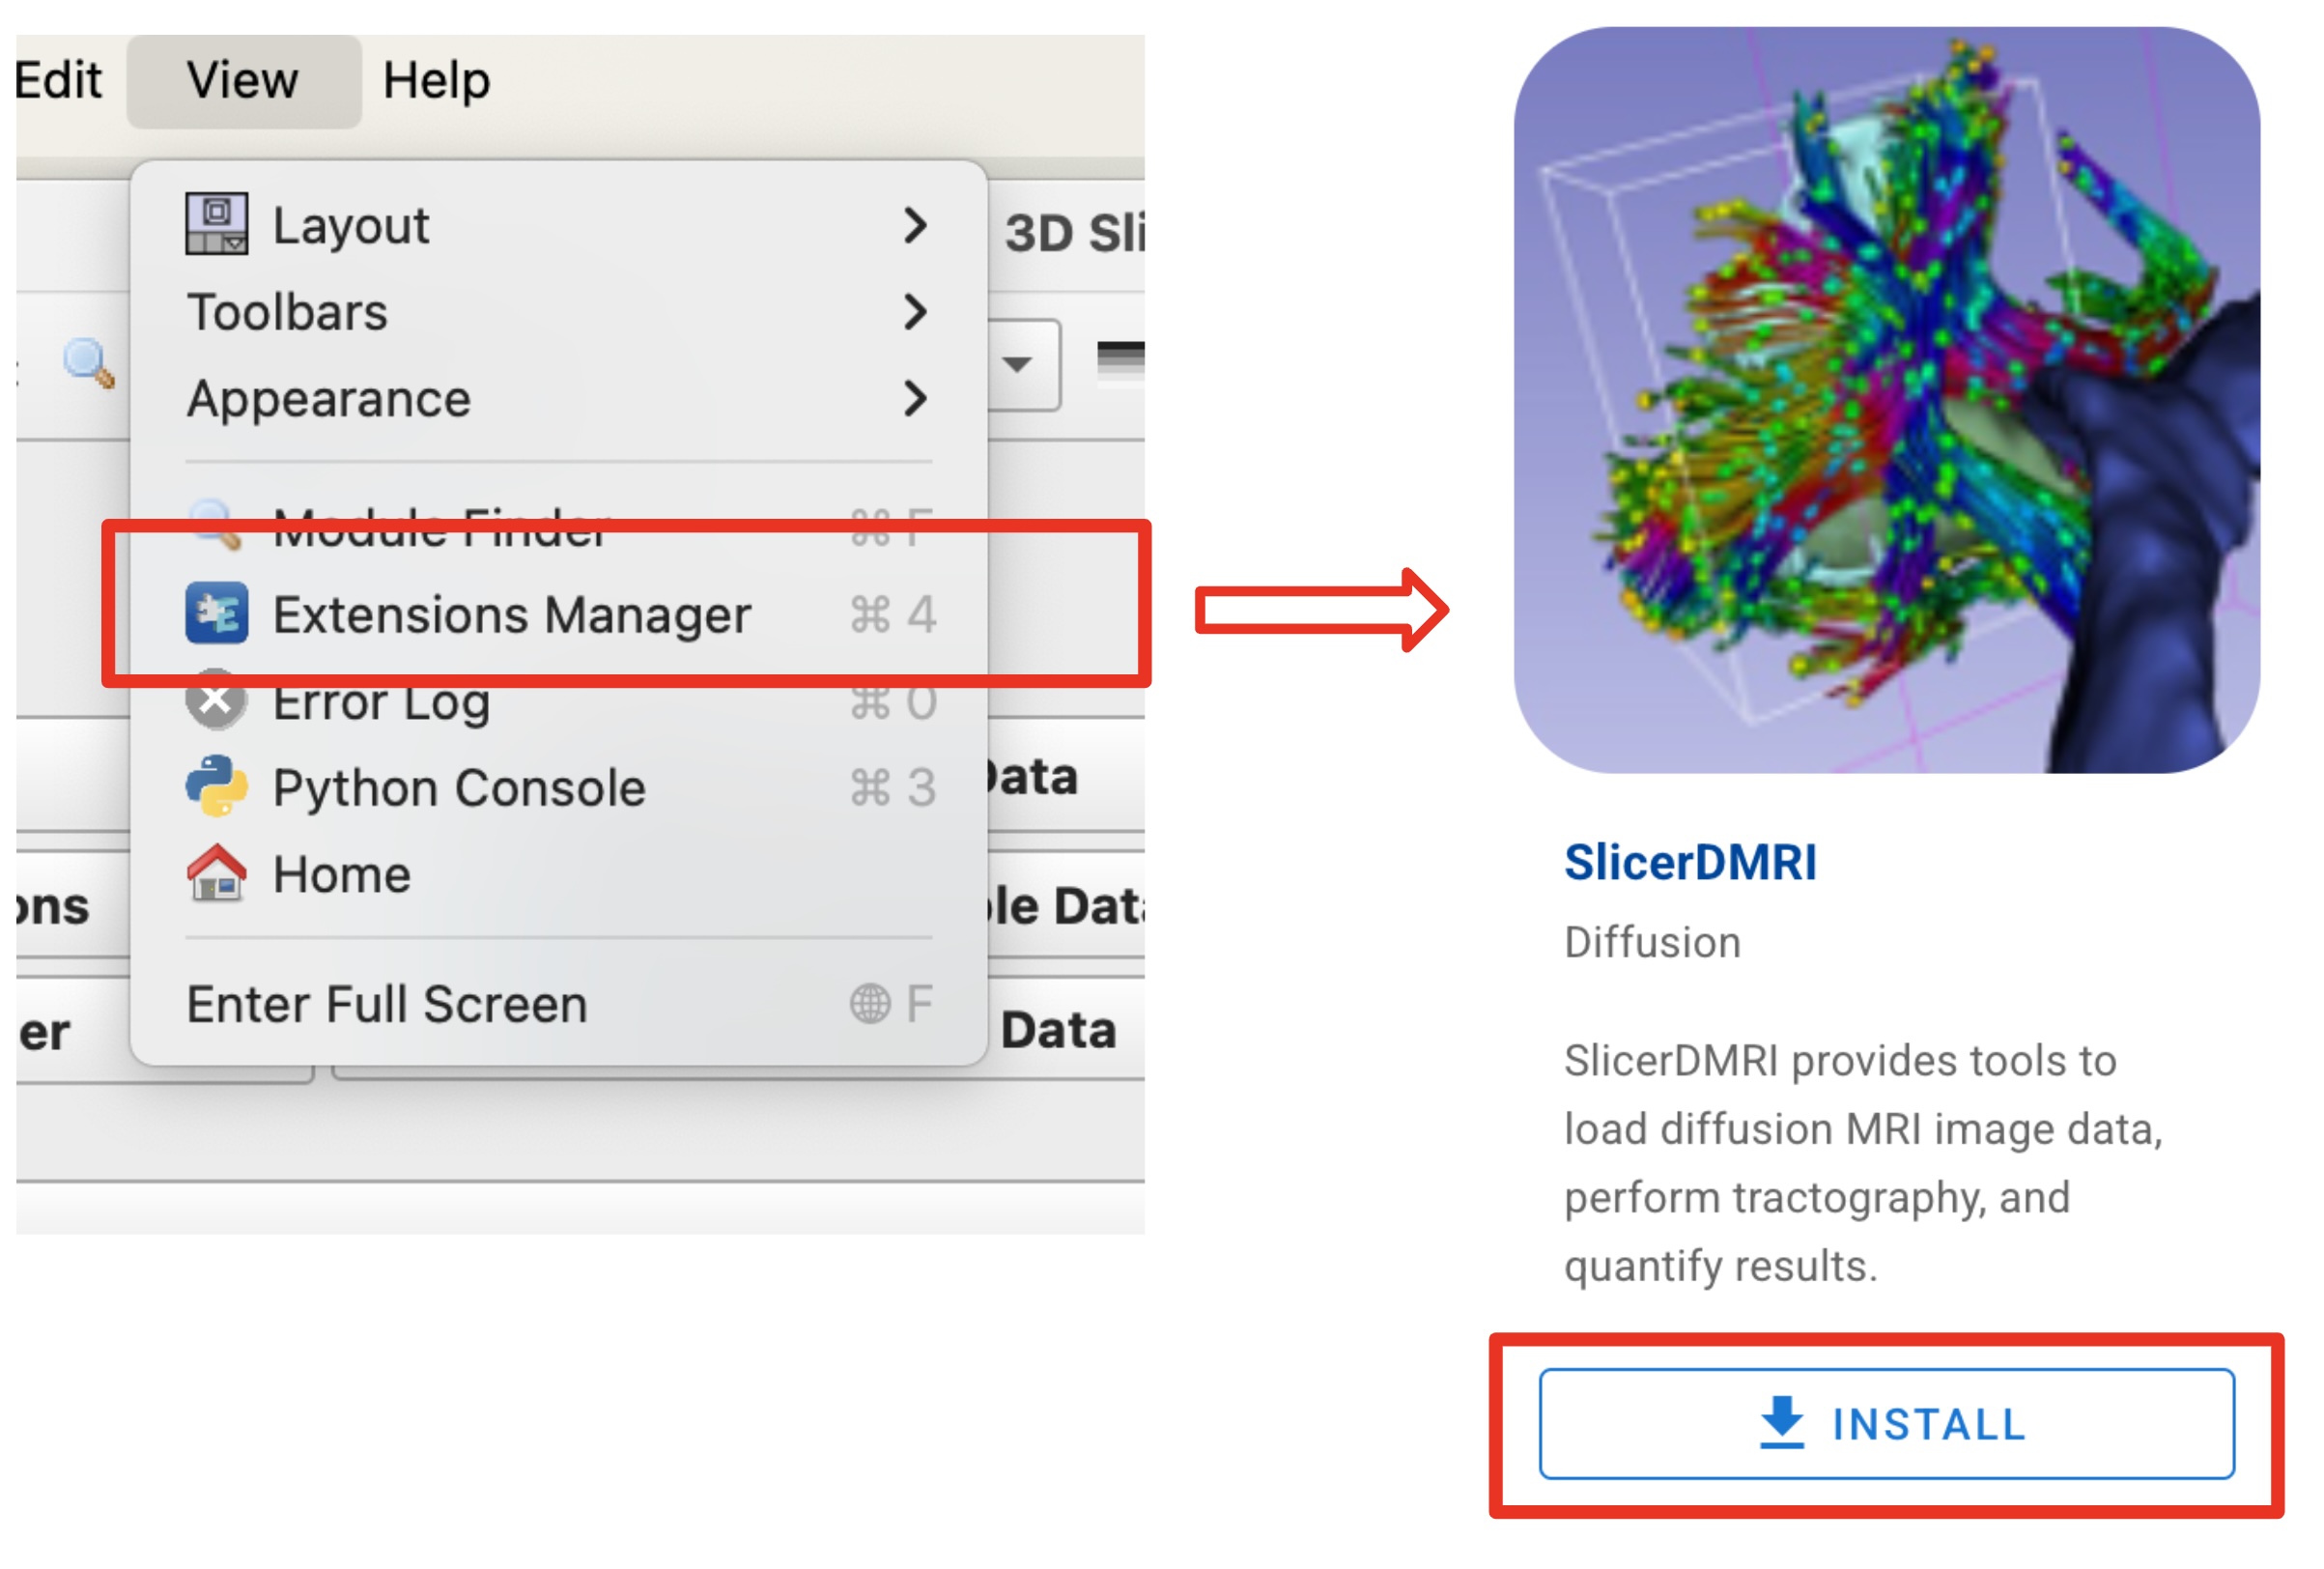 Edit View Help
Layout
3D Sli
Toolbars
Appearance
Module Finder ⌘ F
Extensions Manager ⌘ 4
Error Log ⌘ 0
Python Console ⌘ 3
Data
Home
ons
le Data
Enter Full Screen F
er
Data
SlicerDMRI
Diffusion
SlicerDMRI provides tools to
load diffusion MRI image data,
perform tractography, and
quantify results.
INSTALL